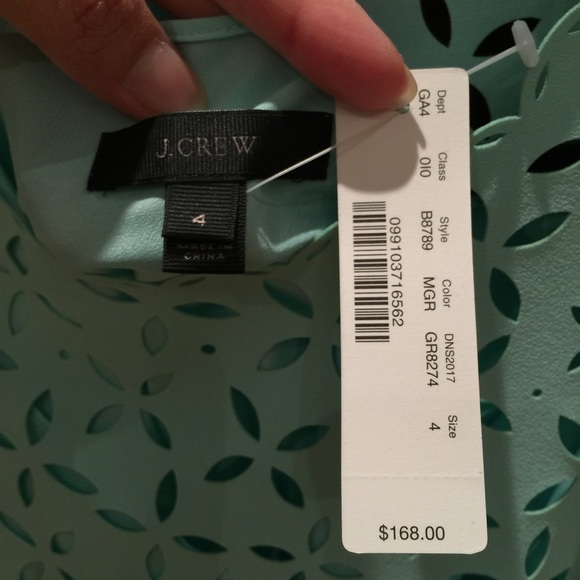 J.CREW
4
MADE IN
CHINA
Dept Class Style Color DNS2017 Size
GA4 0I0 B8789 MGR GR8274 4
099103716562
$168.00